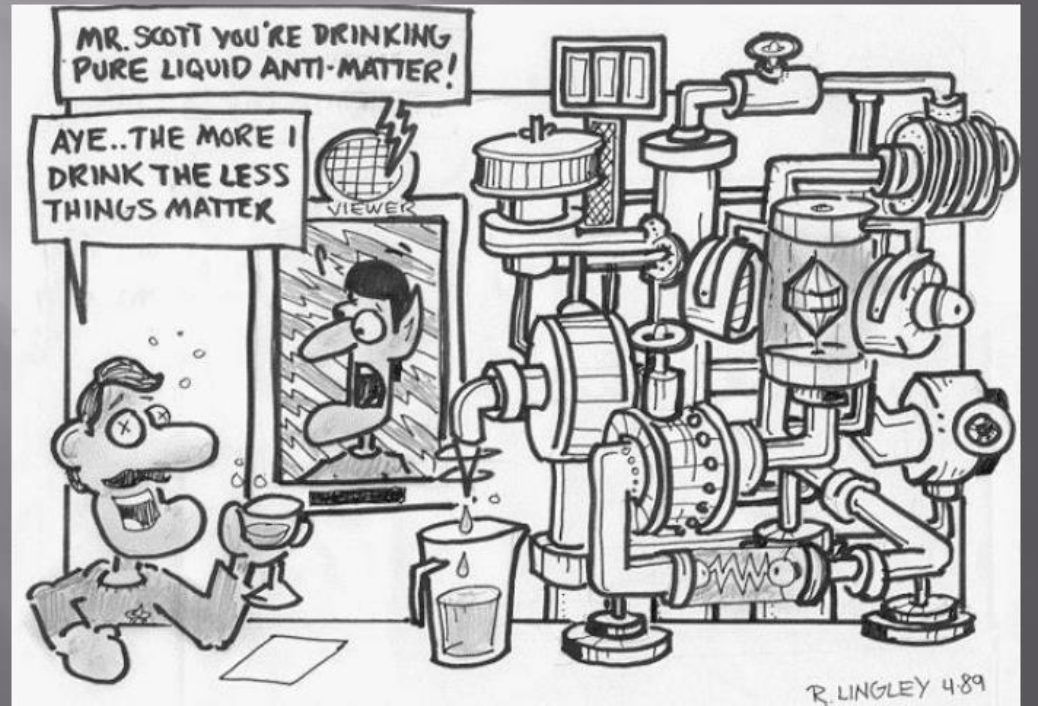 MR. SCOTT YOU'RE DRINKING
PURE LIQUID ANTI-MATTER!
AYE..THE MORE I
DRINK THE LESS
THINGS MATTER
VIEWER
R. LINGLEY 4-89